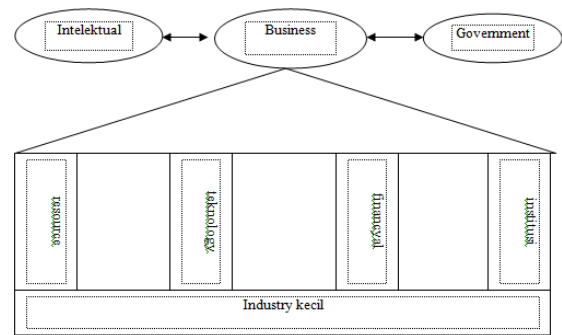 Intelektual
Business
Government
resource
teknology
financyal
institusi
Industry kecil